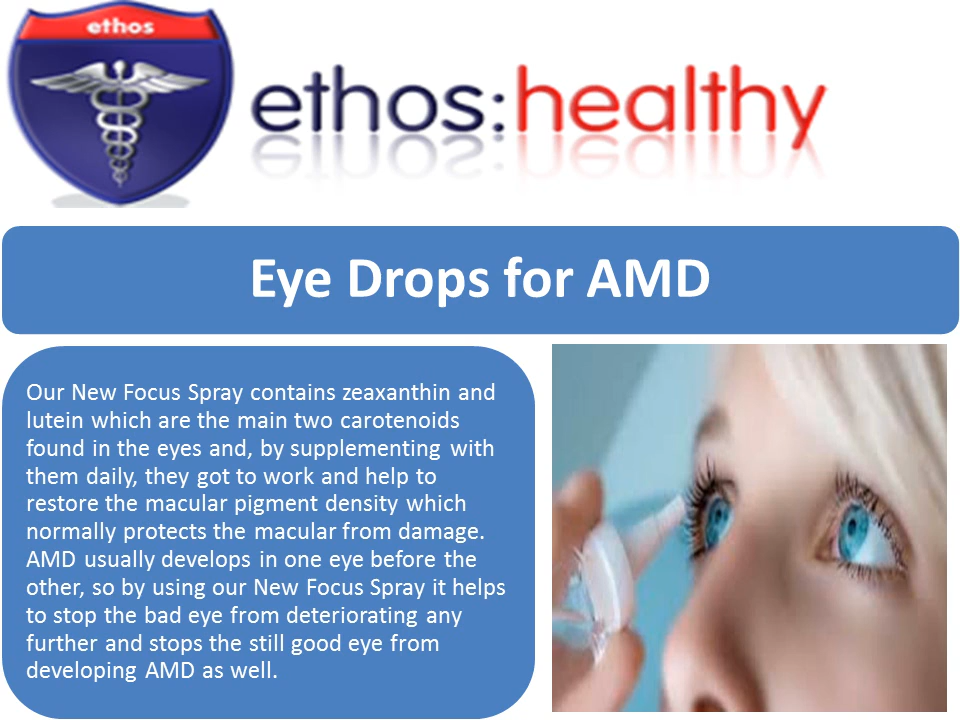 ethos
ethos:healthy
Eye Drops for AMD
Our New Focus Spray contains zeaxanthin and
lutein which are the main two carotenoids
found in the eyes and, by supplementing with
them daily, they got to work and help to
restore the macular pigment density which
normally protects the macular from damage.
AMD usually develops in one eye before the
other, so by using our New Focus Spray it helps
to stop the bad eye from deteriorating any
further and stops the still good eye from
developing AMD as well.